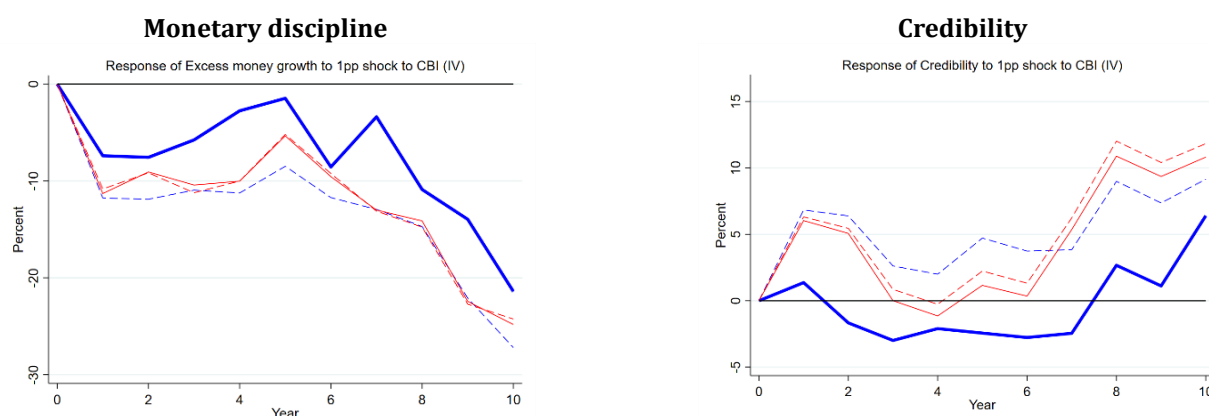 Monetary discipline
Response of Excess money growth to 1pp shock to CBI (IV)
0
-10
-20
-30
Percent
0 2 4 6 8 10
Year
Credibility
Response of Credibility to 1pp shock to CBI (IV)
15
10
5
0
-5
Percent
0 2 4 6 8 10
Year